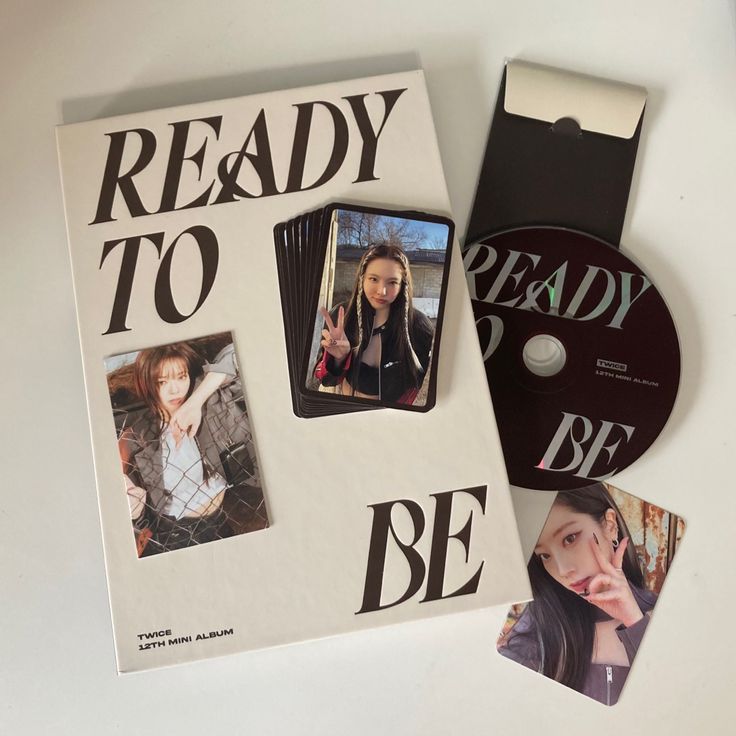 READY
TO
BE
TWICE
12TH MINI ALBUM
READY
TO
BE
TWICE
12TH MINI ALBUM